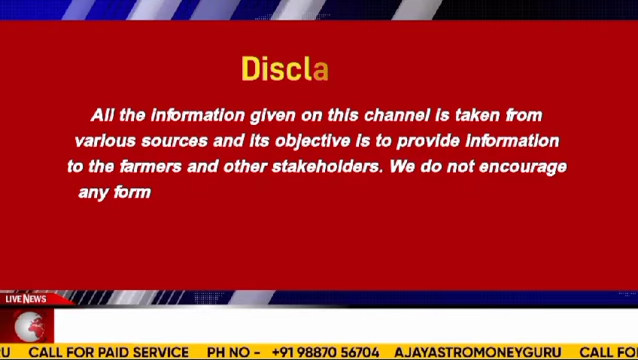 Discla
All the information given on this channel is taken from
various sources and its objective is to provide information
to the farmers and other stakeholders. We do not encourage
any form
LIVE NEWS
U CALL FOR PAID SERVICE PH NO - +91 98870 56704 AJAYASTROMONEYGURU CALL FO